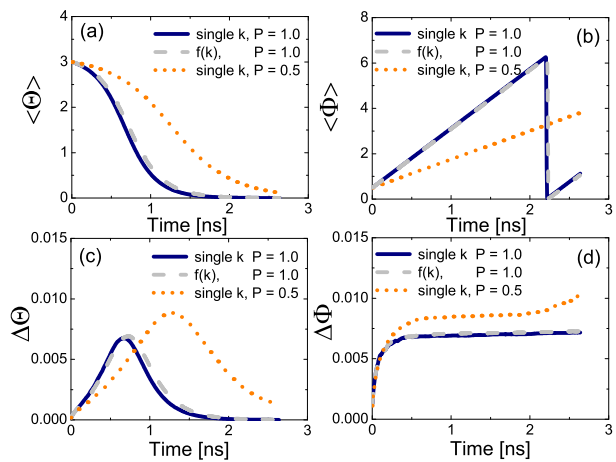 (a)
single k P = 1.0
f(k), P = 1.0
single k, P = 0.5
<Θ>
3
2
1
0
0 1 2 3
Time [ns]
(b)
single k P = 1.0
f(k), P = 1.0
single k, P = 0.5
<Φ>
8
6
4
2
0
0 1 2 3
Time [ns]
(c)
single k P = 1.0
f(k), P = 1.0
single k, P = 0.5
ΔΘ
0.015
0.010
0.005
0.000
0 1 2 3
Time [ns]
(d)
single k P = 1.0
f(k), P = 1.0
single k, P = 0.5
ΔΦ
0.015
0.010
0.005
0.000
0 1 2 3
Time [ns]